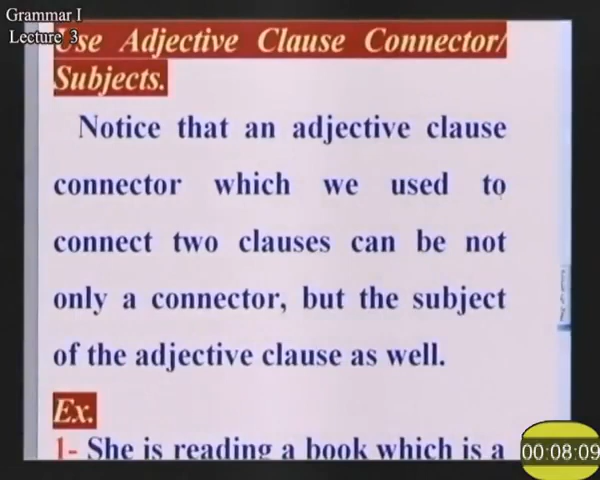 Grammar I
Lecture 3
Use Adjective Clause Connector/
Subjects.
Notice that an adjective clause
connector which we used to
connect two clauses can be not
only a connector, but the subject
of the adjective clause as well.
Ex.
1- She is reading a book which is a
00:08:09